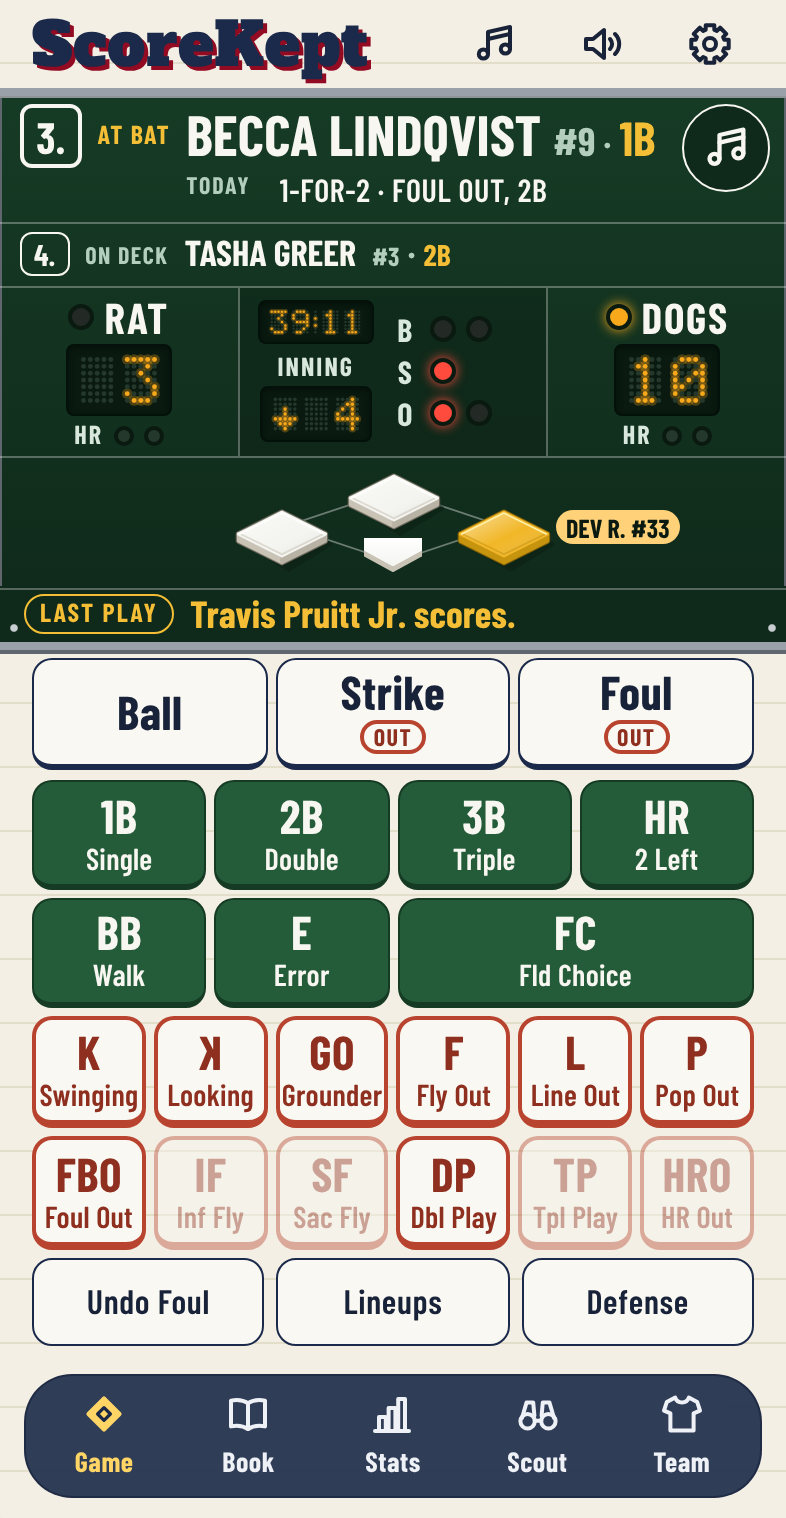 ScoreKept
3. AT BAT BECCA LINDQVIST #9 · 1B
TODAY 1-FOR-2 · FOUL OUT, 2B
4. ON DECK TASHA GREER #3 · 2B
RAT 39:11 B DOGS
3 INNING S 10
HR 4 O HR
DEV R. #33
LAST PLAY Travis Pruitt Jr. scores.
Ball Strike Foul
OUT OUT
1B 2B 3B HR
Single Double Triple 2 Left
BB E FC
Walk Error Fld Choice
K ꓘ GO F L P
Swinging Looking Grounder Fly Out Line Out Pop Out
FBO IF SF DP TP HRO
Foul Out Inf Fly Sac Fly Dbl Play Tpl Play HR Out
Undo Foul Lineups Defense
Game Book Stats Scout Team